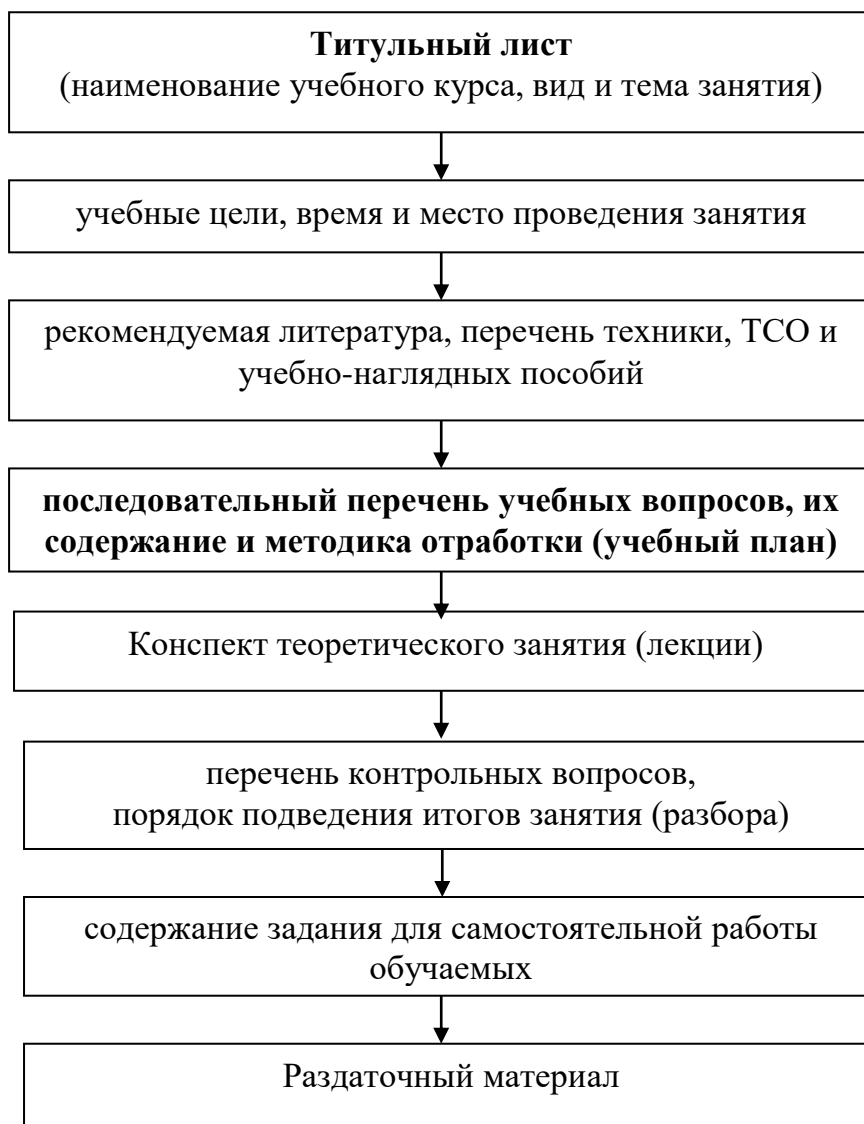 Титульный лист
(наименование учебного курса, вид и тема занятия)
учебные цели, время и место проведения занятия
рекомендуемая литература, перечень техники, ТСО и
учебно-наглядных пособий
последовательный перечень учебных вопросов, их
содержание и методика отработки (учебный план)
Конспект теоретического занятия (лекции)
перечень контрольных вопросов,
порядок подведения итогов занятия (разбора)
содержание задания для самостоятельной работы
обучаемых
Раздаточный материал